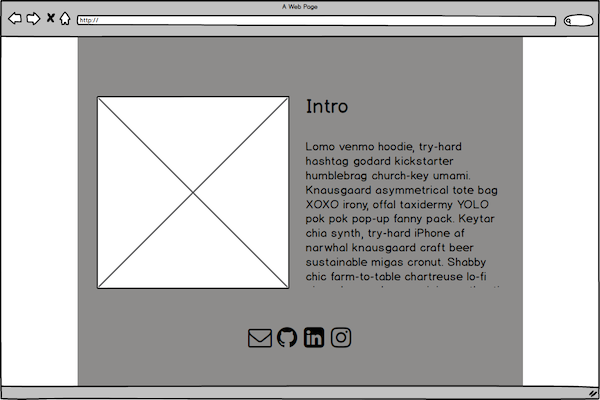 A Web Page
http://
Intro
Lomo venmo hoodie, try-hard
hashtag godard kickstarter
humblebrag church-key umami.
Knausgaard asymmetrical tote bag
XOXO irony, offal taxidermy YOLO
pok pok pop-up fanny pack. Keytar
chia synth, try-hard iPhone af
narwhal knausgaard craft beer
sustainable migas cronut. Shabby
chic farm-to-table chartreuse lo-fi
in